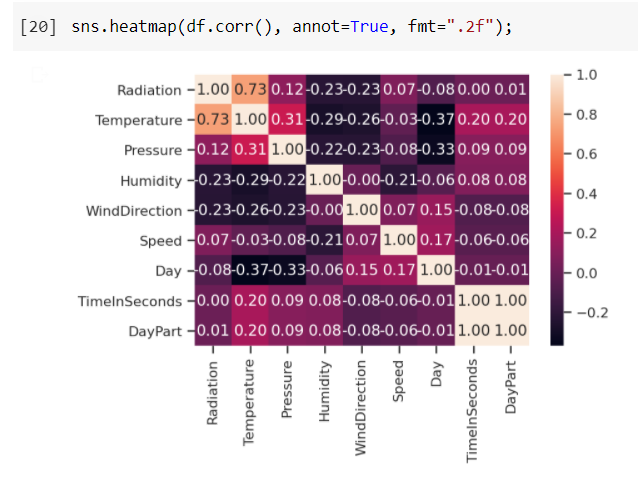 [20] sns.heatmap(df.corr(), annot=True, fmt=".2f");
Radiation 1.00 0.73 0.12 -0.23 -0.23 0.07 -0.08 0.00 0.01
Temperature 0.73 1.00 0.31 -0.29 -0.26 -0.03 -0.37 0.20 0.20
Pressure 0.12 0.31 1.00 -0.22 -0.23 -0.08 -0.33 0.09 0.09
Humidity -0.23 -0.29 -0.22 1.00 -0.00 -0.21 -0.06 0.08 0.08
WindDirection -0.23 -0.26 -0.23 -0.00 1.00 0.07 0.15 -0.08 -0.08
Speed 0.07 -0.03 -0.08 -0.21 0.07 1.00 0.17 -0.06 -0.06
Day -0.08 -0.37 -0.33 -0.06 0.15 0.17 1.00 -0.01 -0.01
TimeInSeconds 0.00 0.20 0.09 0.08 -0.08 -0.06 -0.01 1.00 1.00
DayPart 0.01 0.20 0.09 0.08 -0.08 -0.06 -0.01 1.00 1.00
Radiation
Temperature
Pressure
Humidity
WindDirection
Speed
Day
TimeInSeconds
DayPart
1.0
0.8
0.6
0.4
0.2
0.0
−0.2